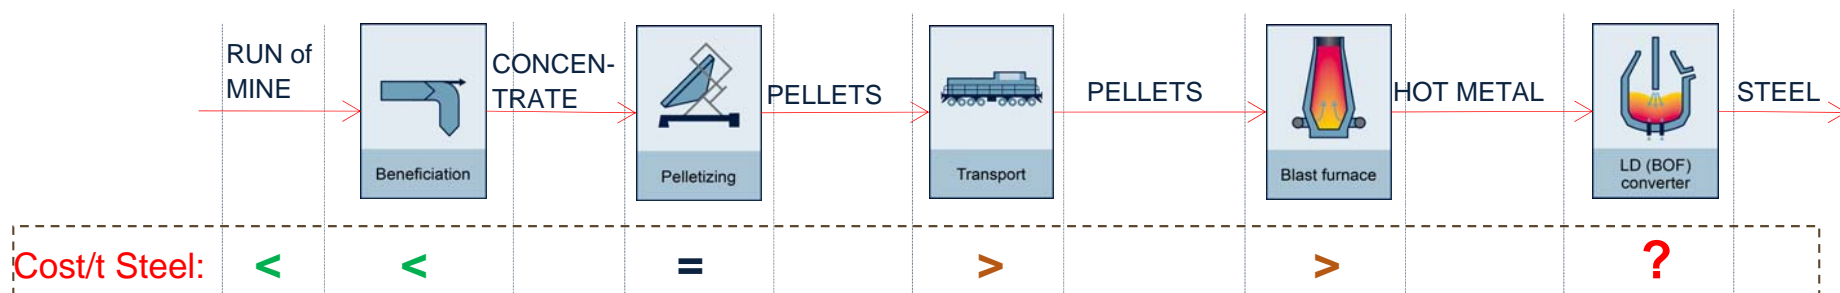 RUN of
MINE
CONCEN-
TRATE
PELLETS
PELLETS
HOT METAL
STEEL
Beneficiation
Pelletizing
Transport
Blast furnace
LD (BOF)
converter
Cost/t Steel: < < = > > ?